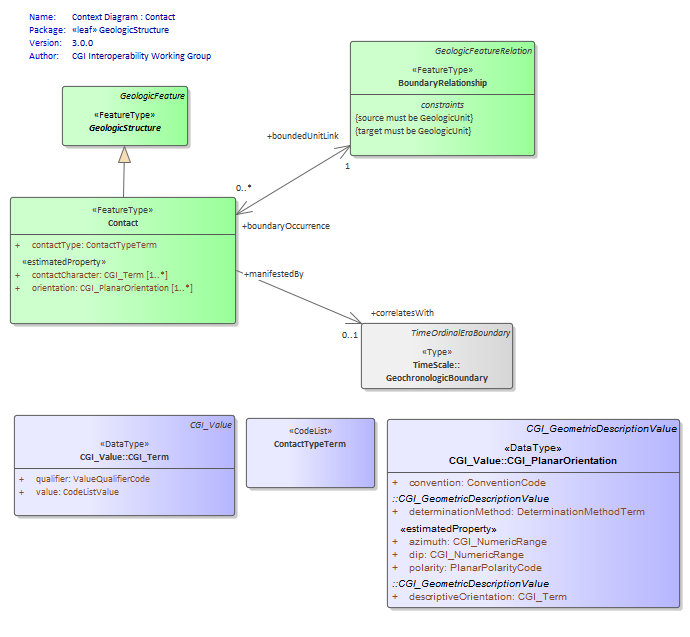 Name: Context Diagram : Contact
Package: «leaf» GeologicStructure
Version: 3.0.0
Author: CGI Interoperability Working Group
GeologicFeatureRelation
«FeatureType»
BoundaryRelationship
constraints
{source must be GeologicUnit}
{target must be GeologicUnit}
GeologicFeature
«FeatureType»
GeologicStructure
+boundedUnitLink
1
0..*
+boundaryOccurrence
«FeatureType»
Contact
+ contactType: ContactTypeTerm
«estimatedProperty»
+ contactCharacter: CGI_Term [1..*]
+ orientation: CGI_PlanarOrientation [1..*]
+manifestedBy
+correlatesWith
0..1
TimeOrdinalEraBoundary
«Type»
TimeScale::
GeochronologicBoundary
CGI_Value
«DataType»
CGI_Value::CGI_Term
+ qualifier: ValueQualifierCode
+ value: CodeListValue
«CodeList»
ContactTypeTerm
CGI_GeometricDescriptionValue
«DataType»
CGI_Value::CGI_PlanarOrientation
+ convention: ConventionCode
::CGI_GeometricDescriptionValue
+ determinationMethod: DeterminationMethodTerm
«estimatedProperty»
+ azimuth: CGI_NumericRange
+ dip: CGI_NumericRange
+ polarity: PlanarPolarityCode
::CGI_GeometricDescriptionValue
+ descriptiveOrientation: CGI_Term